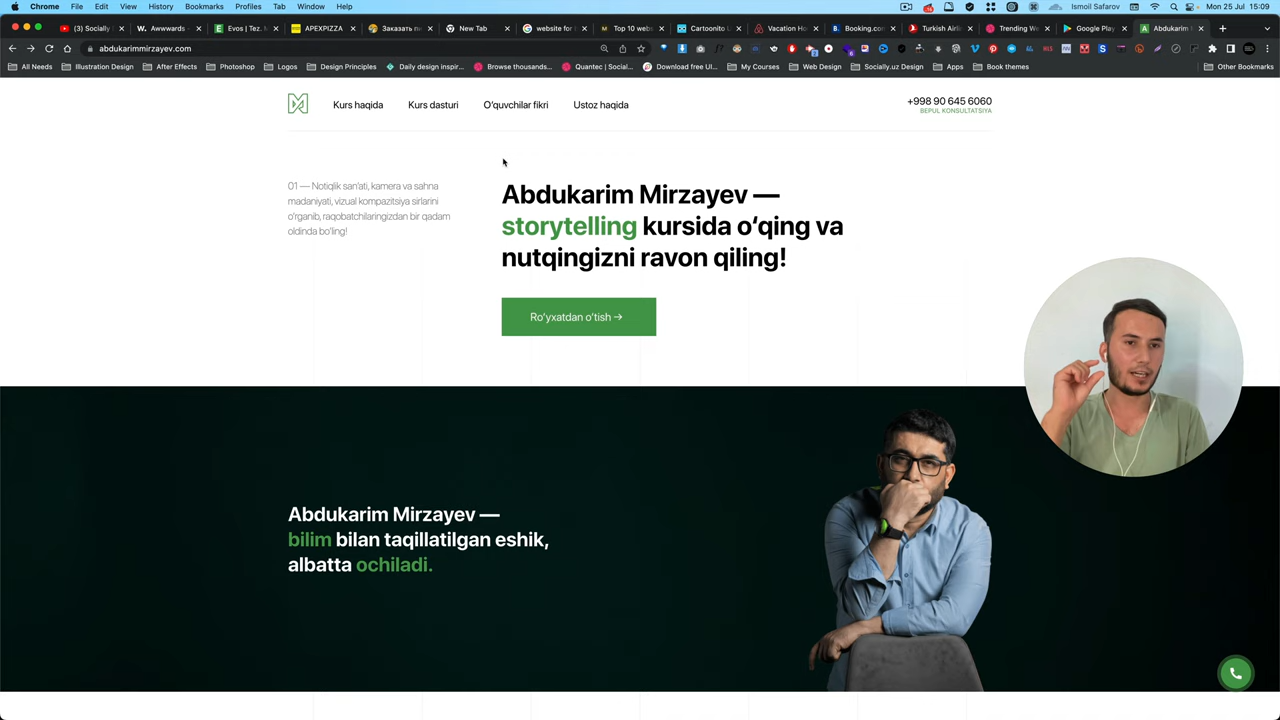 Chrome File Edit View History Bookmarks Profiles Tab Window Help
Ismoil Safarov Mon 25 Jul 15:09
(3) Socially
Awwwards
Evos | Tez. M
APEXPIZZA
Заказать п
New Tab
website for
Top 10 webs
Cartoonito U
Vacation Ho
Booking.com
Turkish Airli
Trending We
Google Play
Abdukarim
abdukarimmirzayev.com
All Needs
Illustration Design
After Effects
Photoshop
Logos
Design Principles
Daily design inspir...
Browse thousands...
Quantec | Social...
Download free UI...
My Courses
Web Design
Socially.uz Design
Apps
Book themes
Other Bookmarks
Kurs haqida
Kurs dasturi
O‘quvchilar fikri
Ustoz haqida
+998 90 645 6060
BEPUL KONSULTATSIYA
01 — Notiqlik san’ati, kamera va sahna
madaniyati, vizual kompazitsiya sirlarini
o‘rganib, raqobatchilaringizdan bir qadam
oldinda bo‘ling!
Abdukarim Mirzayev —
storytelling kursida o‘qing va
nutqingizni ravon qiling!
Ro‘yxatdan o‘tish →
Abdukarim Mirzayev —
bilim bilan taqillatilgan eshik,
albatta ochiladi.